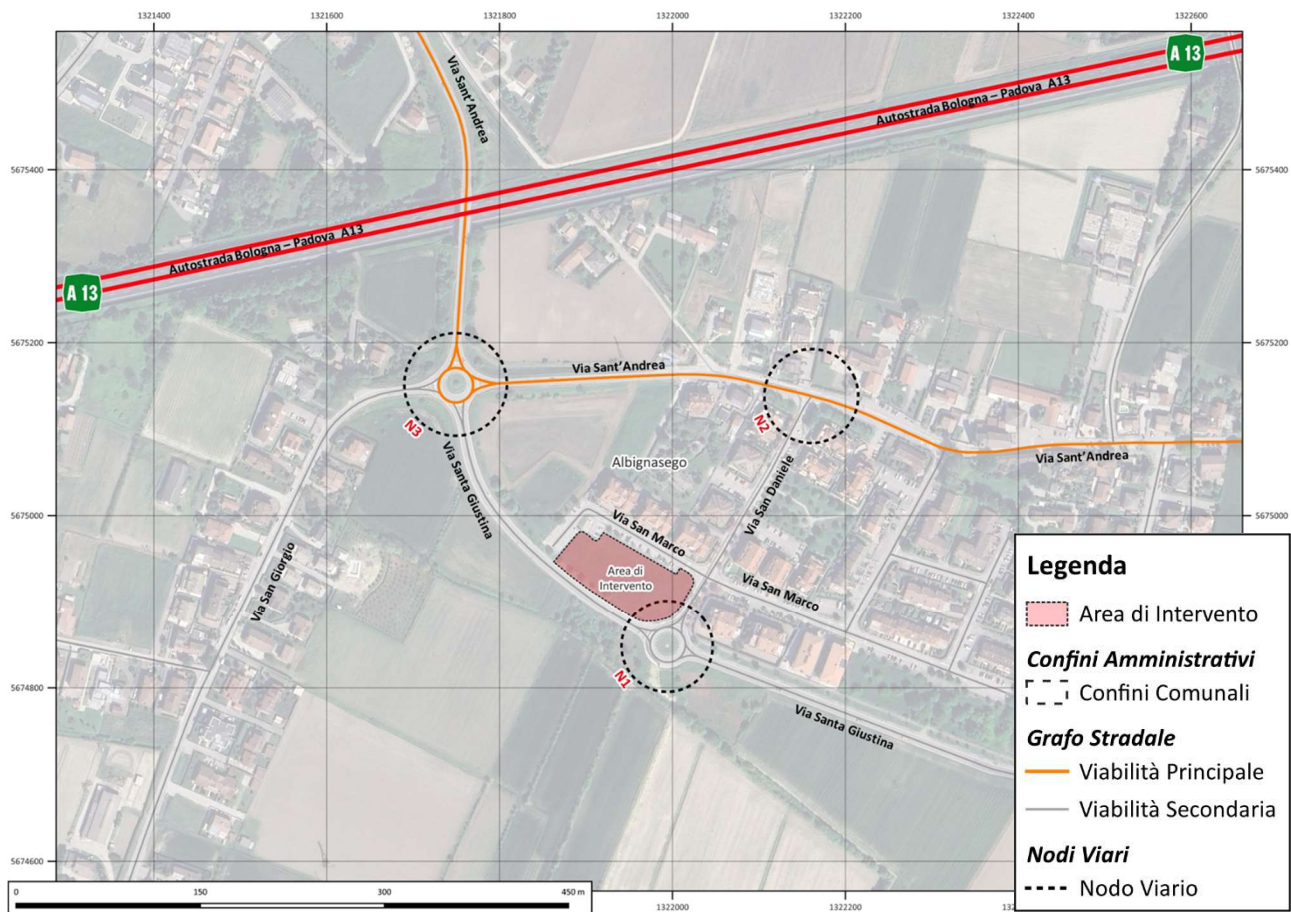 1321400
1321600
1321800
1322000
1322200
1322400
1322600
A 13
Via Sant'Andrea
Autostrada Bologna – Padova A13
5675400
5675400
Autostrada Bologna – Padova A13
A 13
5675200
5675200
Via Sant'Andrea
N3
N2
Via Sant'Andrea
Albignasego
Via Santa Giustina
Via San Daniele
5675000
5675000
Via San Marco
Via San Giorgio
Area di
Intervento
Via San Marco
N1
Via Santa Giustina
5674800
5674600
Legenda
Area di Intervento
Confini Amministrativi
Confini Comunali
Grafo Stradale
Viabilità Principale
Viabilità Secondaria
Nodi Viari
Nodo Viario
0
150
300
450 m
1322000
1322200